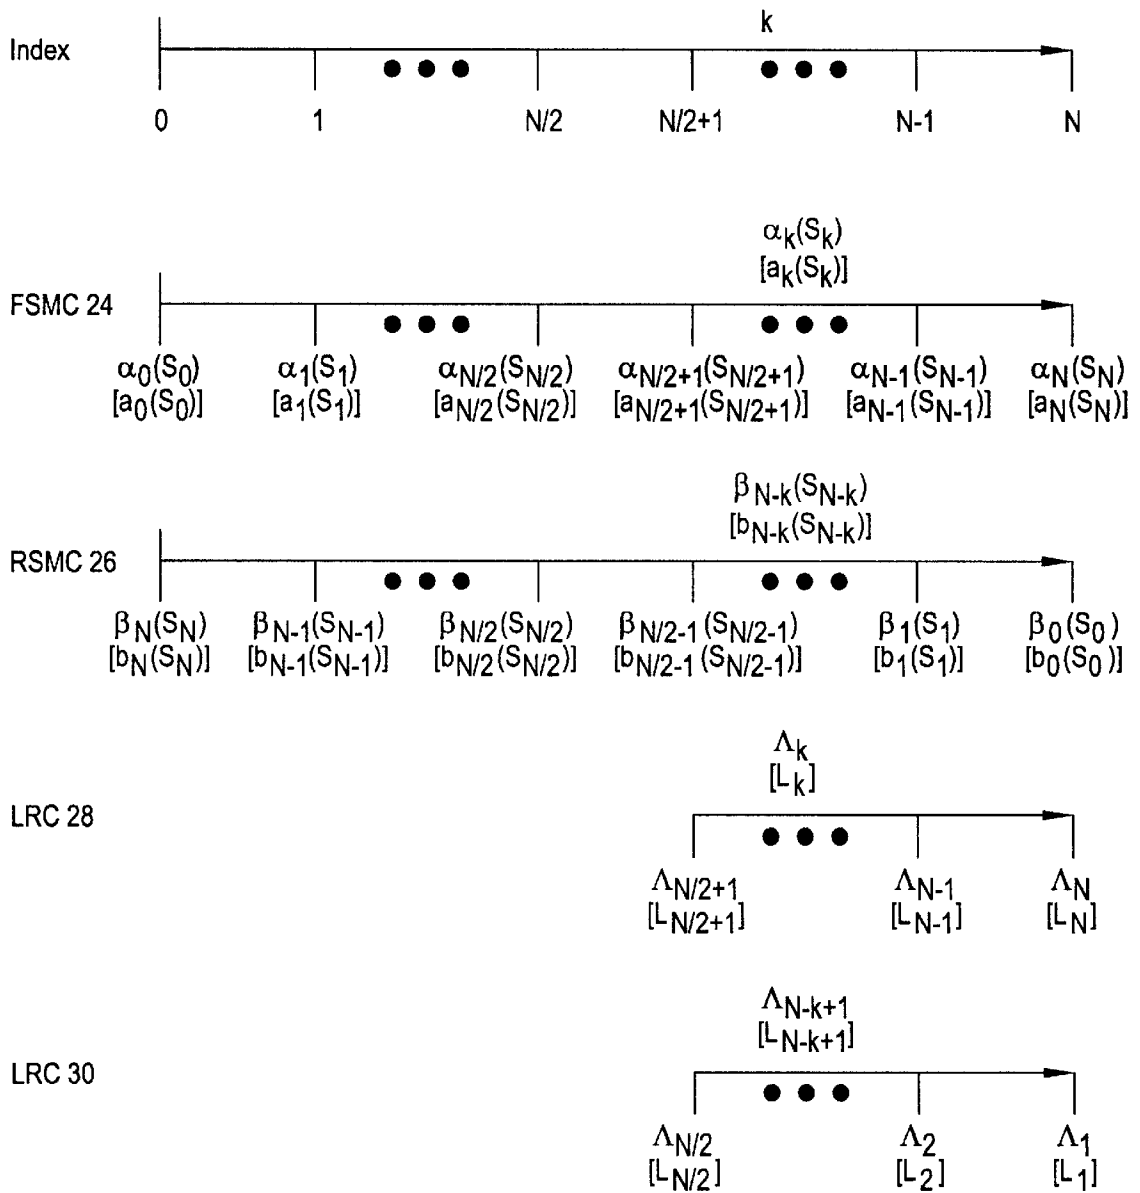 k
Index
0 1 N/2 N/2+1 N-1 N
α_k(S_k)
[a_k(S_k)]
FSMC 24
α_0(S_0) α_1(S_1) α_N/2(S_N/2) α_N/2+1(S_N/2+1) α_N-1(S_N-1) α_N(S_N)
[a_0(S_0)] [a_1(S_1)] [a_N/2(S_N/2)] [a_N/2+1(S_N/2+1)] [a_N-1(S_N-1)] [a_N(S_N)]
β_N-k(S_N-k)
[b_N-k(S_N-k)]
RSMC 26
β_N(S_N) β_N-1(S_N-1) β_N/2(S_N/2) β_N/2-1(S_N/2-1) β_1(S_1) β_0(S_0)
[b_N(S_N)] [b_N-1(S_N-1)] [b_N/2(S_N/2)] [b_N/2-1(S_N/2-1)] [b_1(S_1)] [b_0(S_0)]
Λ_k
[L_k]
LRC 28
Λ_N/2+1 Λ_N-1 Λ_N
[L_N/2+1] [L_N-1] [L_N]
Λ_N-k+1
[L_N-k+1]
LRC 30
Λ_N/2 Λ_2 Λ_1
[L_N/2] [L_2] [L_1]